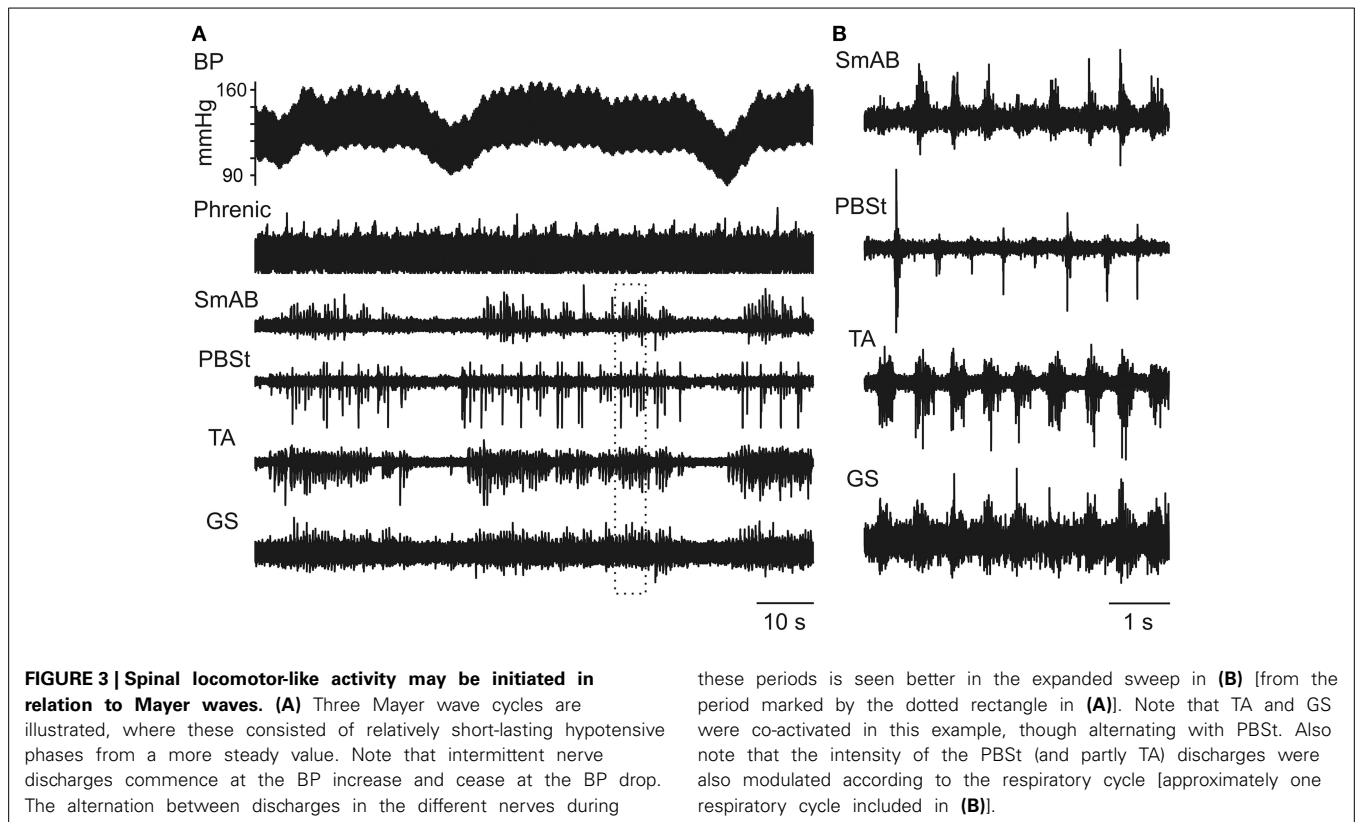 A
BP
160
mmHg
90
Phrenic
SmAB
PBSt
TA
GS
10 s
B
SmAB
PBSt
TA
GS
1 s
FIGURE 3 | Spinal locomotor-like activity may be initiated in
relation to Mayer waves. (A) Three Mayer wave cycles are
illustrated, where these consisted of relatively short-lasting hypotensive
phases from a more steady value. Note that intermittent nerve
discharges commence at the BP increase and cease at the BP drop.
The alternation between discharges in the different nerves during
these periods is seen better in the expanded sweep in (B) [from the
period marked by the dotted rectangle in (A)]. Note that TA and GS
were co-activated in this example, though alternating with PBSt. Also
note that the intensity of the PBSt (and partly TA) discharges were
also modulated according to the respiratory cycle [approximately one
respiratory cycle included in (B)].